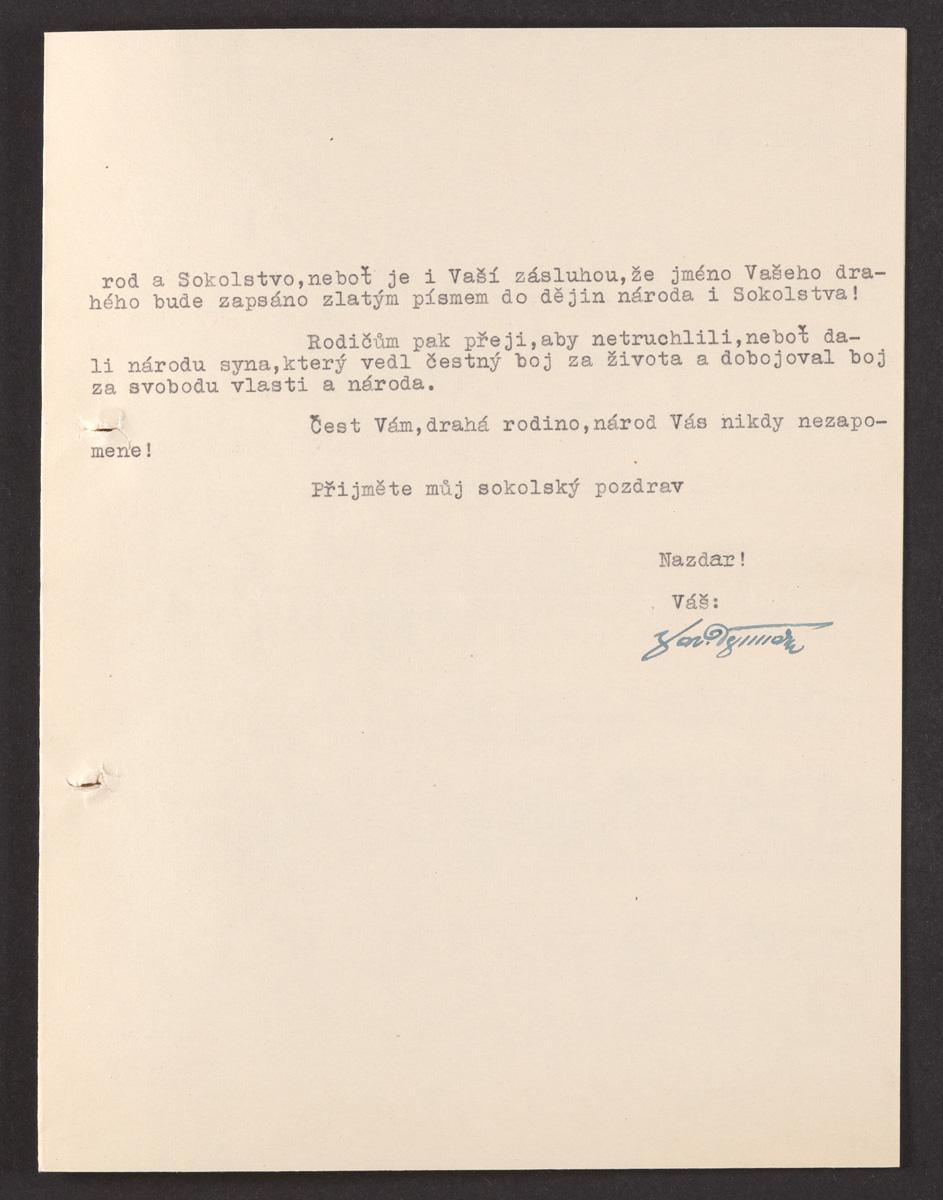 rod a Sokolstvo,neboť je i Vaší zásluhou,že jméno Vašeho dra-
hého bude zapsáno zlatým písmem do dějin národa i Sokolstva!
Rodičům pak přeji,aby netruchlili,neboť da-
li národu syna,který vedl čestný boj za života a dobojoval boj
za svobodu vlasti a národa.
Čest Vám,drahá rodino,národ Vás nikdy nezapo-
mene!
Přijměte můj sokolský pozdrav
Nazdar!
Váš: